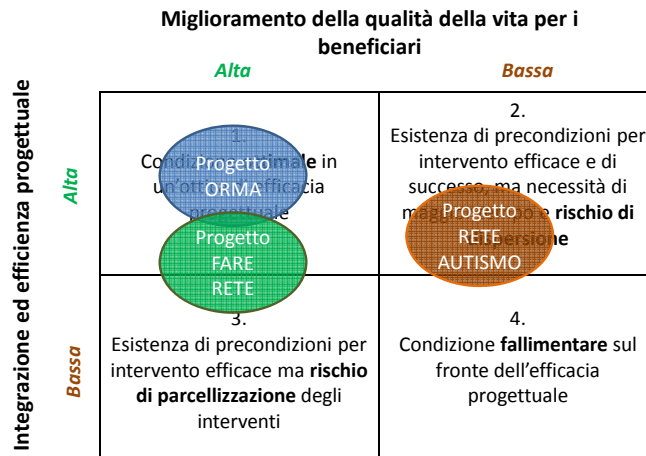 Miglioramento della qualità della vita per i
beneficiari
Alta
Bassa
Integrazione ed efficienza progettuale
Alta
Bassa
1.
in
Progetto
ORMA
Progetto
FARE
RETE
2.
Esistenza di precondizioni per
intervento efficace e di
successo, ma necessità di
e rischio di
Progetto
RETE
AUTISMO
3.
Esistenza di precondizioni per
intervento efficace ma rischio
di parcellizzazione degli
interventi
4.
Condizione fallimentare sul
fronte dell'efficacia
progettuale